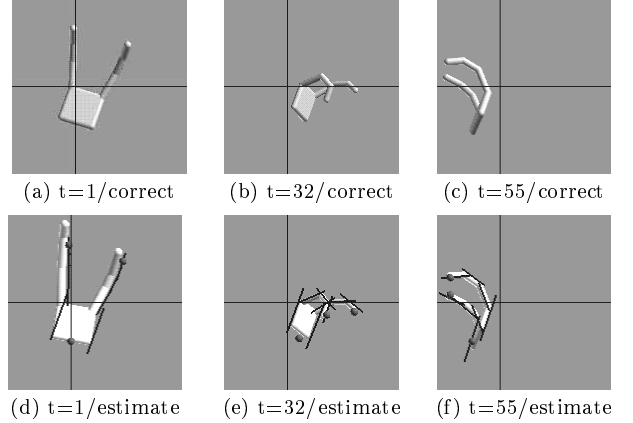 (a) t=1/correct
(b) t=32/correct
(c) t=55/correct
(d) t=1/estimate
(e) t=32/estimate
(f) t=55/estimate